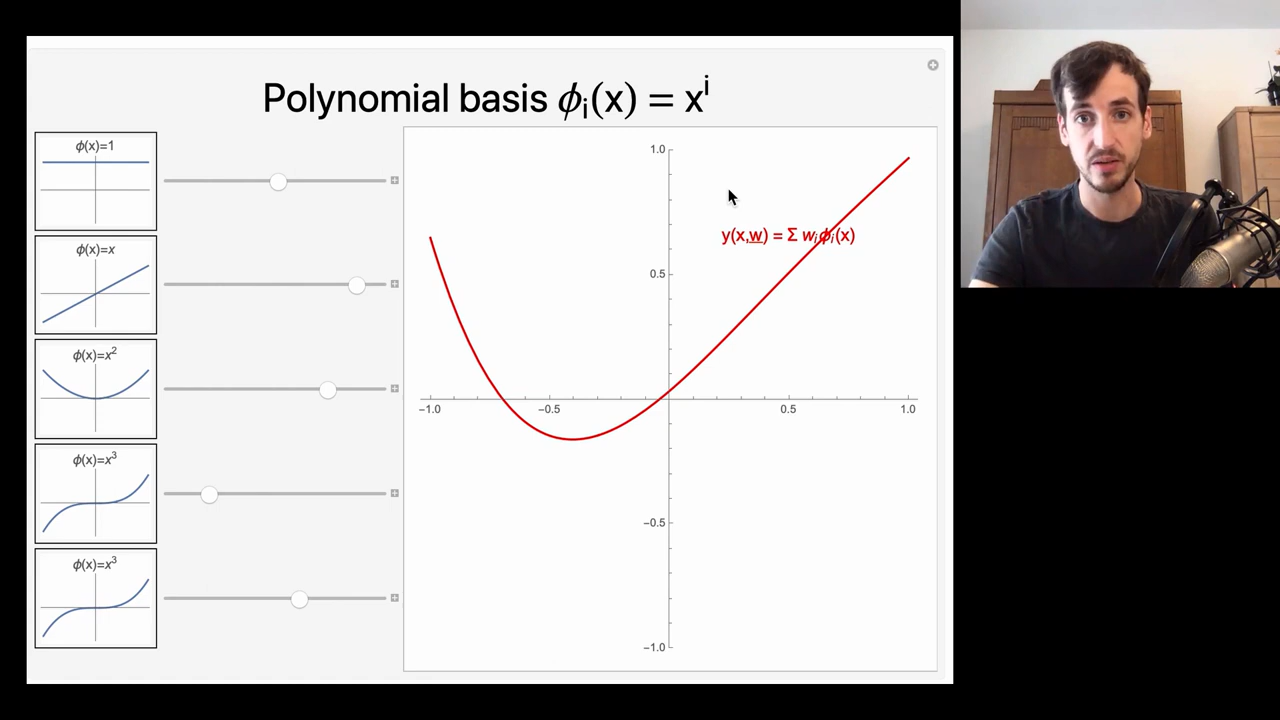 Polynomial basis ϕᵢ(x) = xⁱ
ϕ(x)=1
ϕ(x)=x
ϕ(x)=x²
ϕ(x)=x³
ϕ(x)=x³
1.0
y(x,w) = Σ wᵢϕᵢ(x)
0.5
−1.0
−0.5
0.5
1.0
−0.5
−1.0